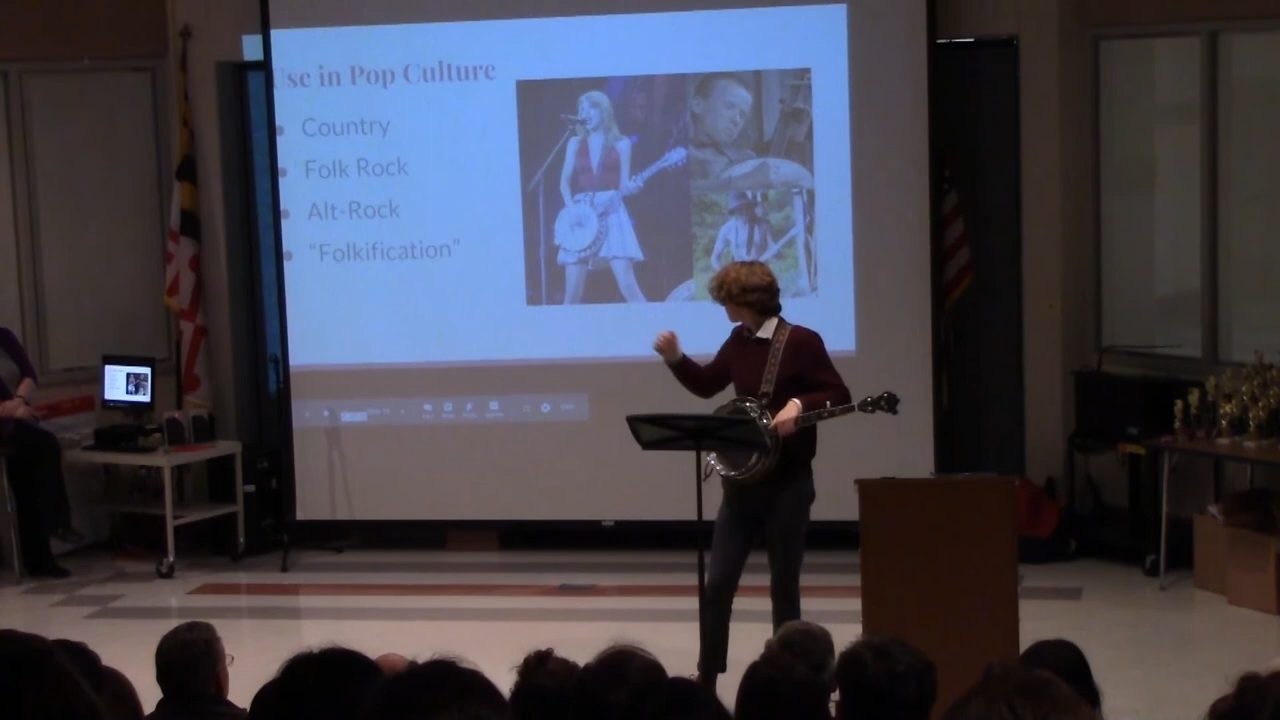 Use in Pop Culture
Country
Folk Rock
Alt-Rock
"Folkification"